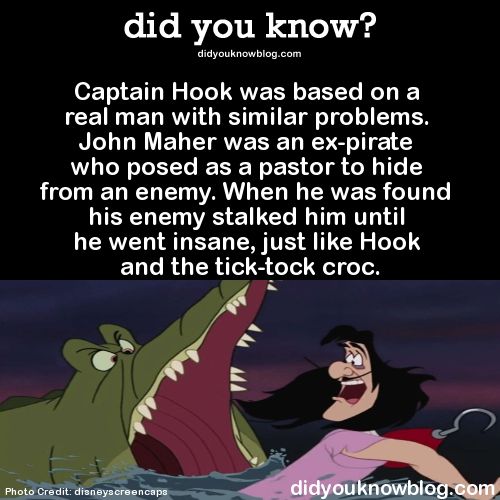 did you know?
didyouknowblog.com
Captain Hook was based on a
real man with similar problems.
John Maher was an ex-pirate
who posed as a pastor to hide
from an enemy. When he was found
his enemy stalked him until
he went insane, just like Hook
and the tick-tock croc.
Photo Credit: disneyscreencaps
didyouknowblog.com